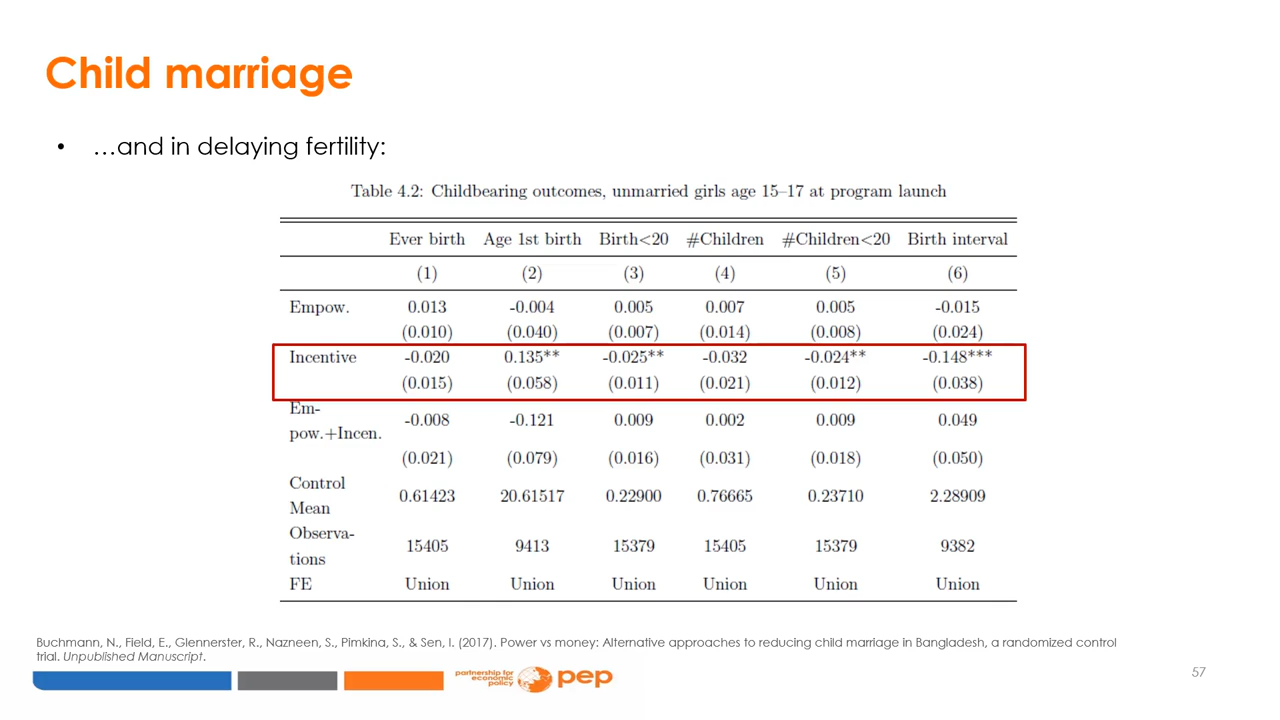 Child marriage
• …and in delaying fertility:
Table 4.2: Childbearing outcomes, unmarried girls age 15–17 at program launch
Ever birth Age 1st birth Birth<20 #Children #Children<20 Birth interval
(1) (2) (3) (4) (5) (6)
Empow. 0.013 -0.004 0.005 0.007 0.005 -0.015
(0.010) (0.040) (0.007) (0.014) (0.008) (0.024)
Incentive -0.020 0.135** -0.025** -0.032 -0.024** -0.148***
(0.015) (0.058) (0.011) (0.021) (0.012) (0.038)
Em-
pow.+Incen. -0.008 -0.121 0.009 0.002 0.009 0.049
(0.021) (0.079) (0.016) (0.031) (0.018) (0.050)
Control
Mean 0.61423 20.61517 0.22900 0.76665 0.23710 2.28909
Observa-
tions 15405 9413 15379 15405 15379 9382
FE Union Union Union Union Union Union
Buchmann, N., Field, E., Glennerster, R., Nazneen, S., Pimkina, S., & Sen, I. (2017). Power vs money: Alternative approaches to reducing child marriage in Bangladesh, a randomized control
trial. Unpublished Manuscript.
partnership for
economic
policy
pep
57